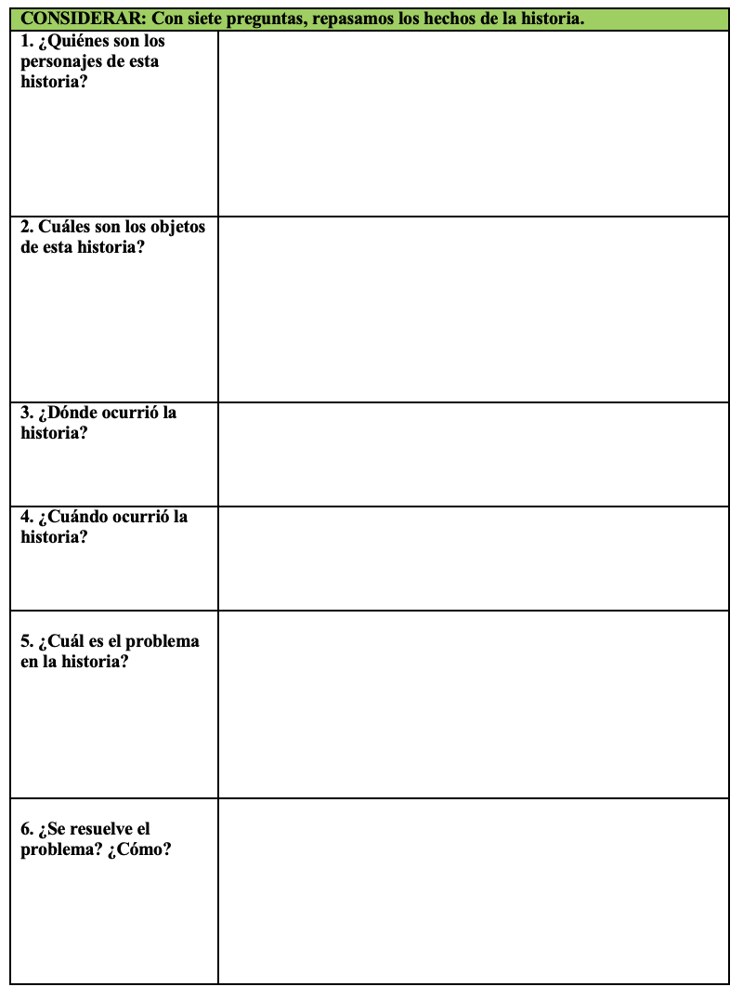 CONSIDERAR: Con siete preguntas, repasamos los hechos de la historia.
1. ¿Quiénes son los
personajes de esta
historia?
2. Cuáles son los objetos
de esta historia?
3. ¿Dónde ocurrió la
historia?
4. ¿Cuándo ocurrió la
historia?
5. ¿Cuál es el problema
en la historia?
6. ¿Se resuelve el
problema? ¿Cómo?